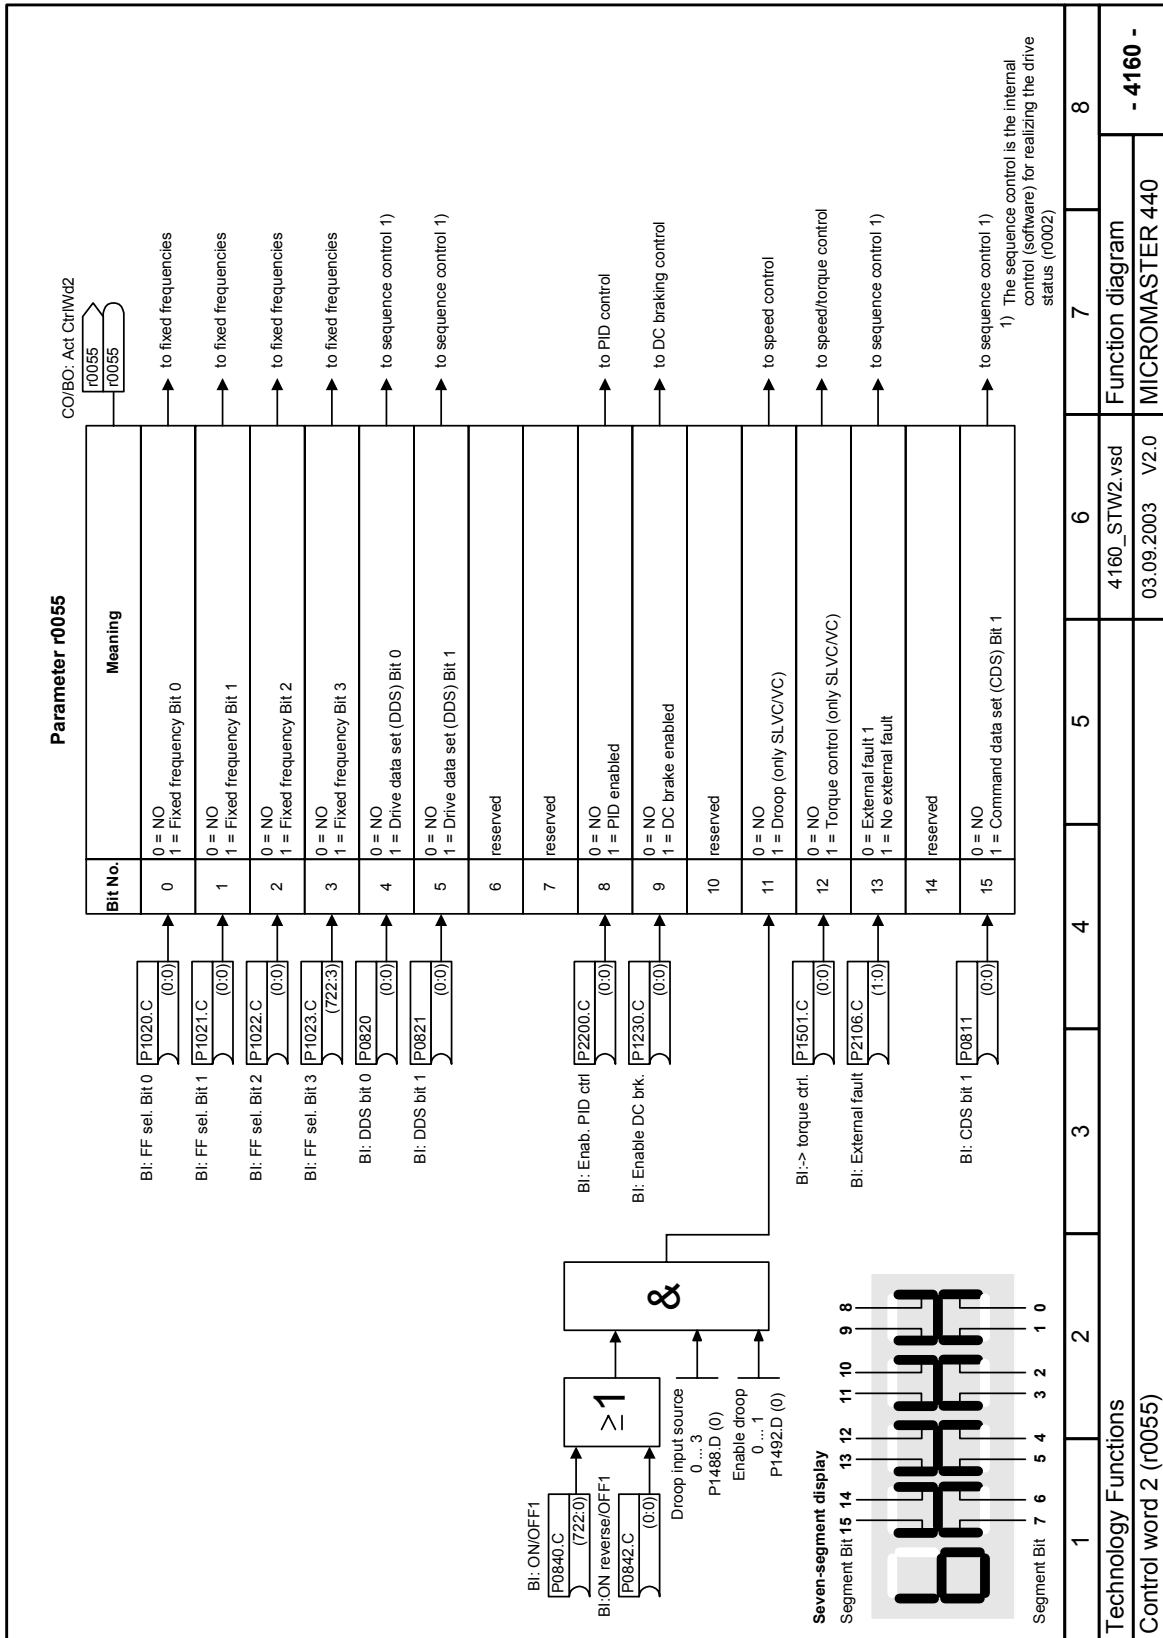 Parameter r0055
CO/BO: Act CtrlWd2
r0055
r0055
Bit No. Meaning
BI: FF sel. Bit 0 P1020.C (0:0)
0 0 = NO
1 = Fixed frequency Bit 0
to fixed frequencies
BI: FF sel. Bit 1 P1021.C (0:0)
1 0 = NO
1 = Fixed frequency Bit 1
to fixed frequencies
BI: FF sel. Bit 2 P1022.C (0:0)
2 0 = NO
1 = Fixed frequency Bit 2
to fixed frequencies
BI: FF sel. Bit 3 P1023.C (722:3)
3 0 = NO
1 = Fixed frequency Bit 3
to fixed frequencies
BI: DDS bit 0 P0820 (0:0)
4 0 = NO
1 = Drive data set (DDS) Bit 0
to sequence control 1)
BI: DDS bit 1 P0821 (0:0)
5 0 = NO
1 = Drive data set (DDS) Bit 1
to sequence control 1)
6 reserved
7 reserved
BI: Enab. PID ctrl P2200.C (0:0)
8 0 = NO
1 = PID enabled
to PID control
BI: Enable DC brk. P1230.C (0:0)
9 0 = NO
1 = DC brake enabled
to DC braking control
10 reserved
BI: ON/OFF1
P0840.C
(722:0)
BI:ON reverse/OFF1
P0842.C
(0:0)
≥1
&
Droop input source
0 ... 3
P1488.D (0)
Enable droop
0 ... 1
P1492.D (0)
11 0 = NO
1 = Droop (only SLVC/VC)
to speed control
BI:-> torque ctrl. P1501.C (0:0)
12 0 = NO
1 = Torque control (only SLVC/VC)
to speed/torque control
BI: External fault P2106.C (1:0)
13 0 = External fault 1
1 = No external fault
to sequence control 1)
14 reserved
BI: CDS bit 1 P0811 (0:0)
15 0 = NO
1 = Command data set (CDS) Bit 1
to sequence control 1)
1) The sequence control is the internal
control (software) for realizing the drive
status (r0002)
Seven-segment display
Segment Bit 15 14 13 12 11 10 9 8
Segment Bit 7 6 5 4 3 2 1 0
1 2 3 4 5 6 7 8
Technology Functions 4160_STW2.vsd Function diagram - 4160 -
Control word 2 (r0055) 03.09.2003 V2.0 MICROMASTER 440